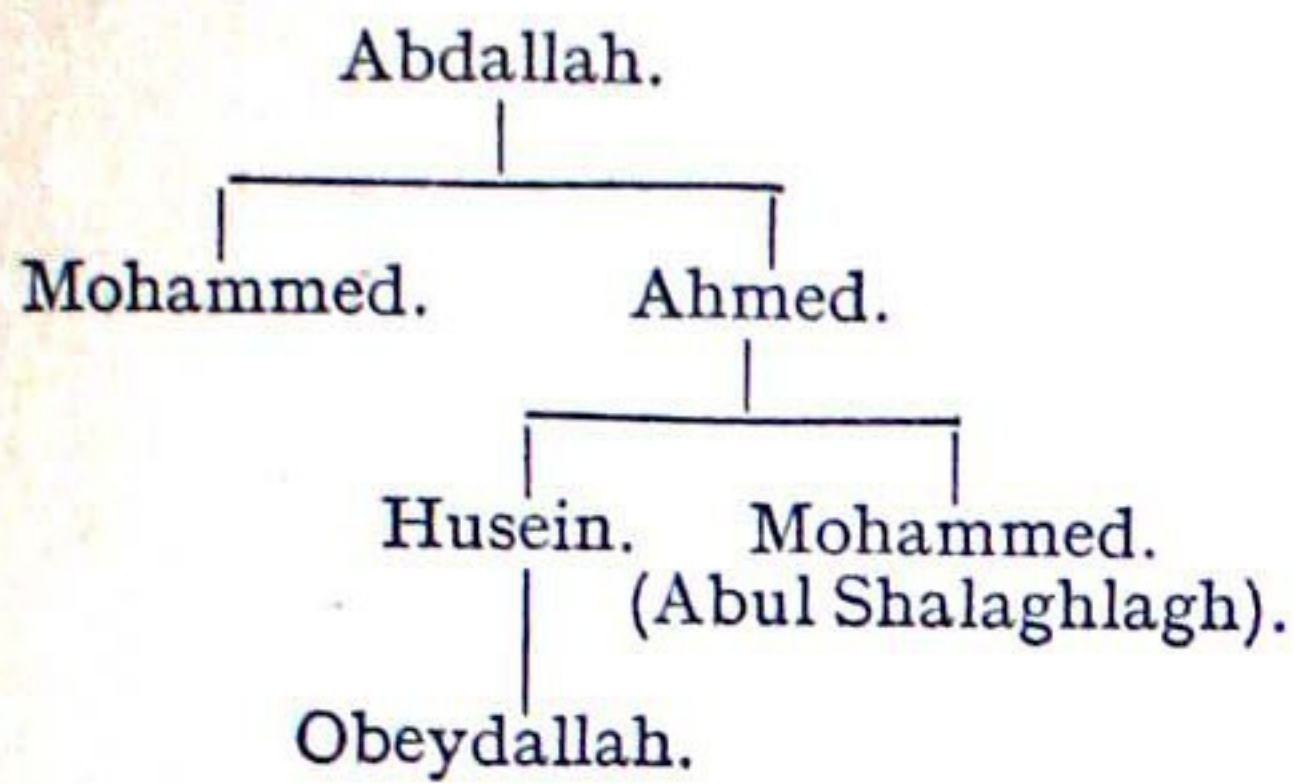 Abdallah.
Mohammed. Ahmed.
Husein. Mohammed.
(Abul Shalaghlagh).
Obeydallah.